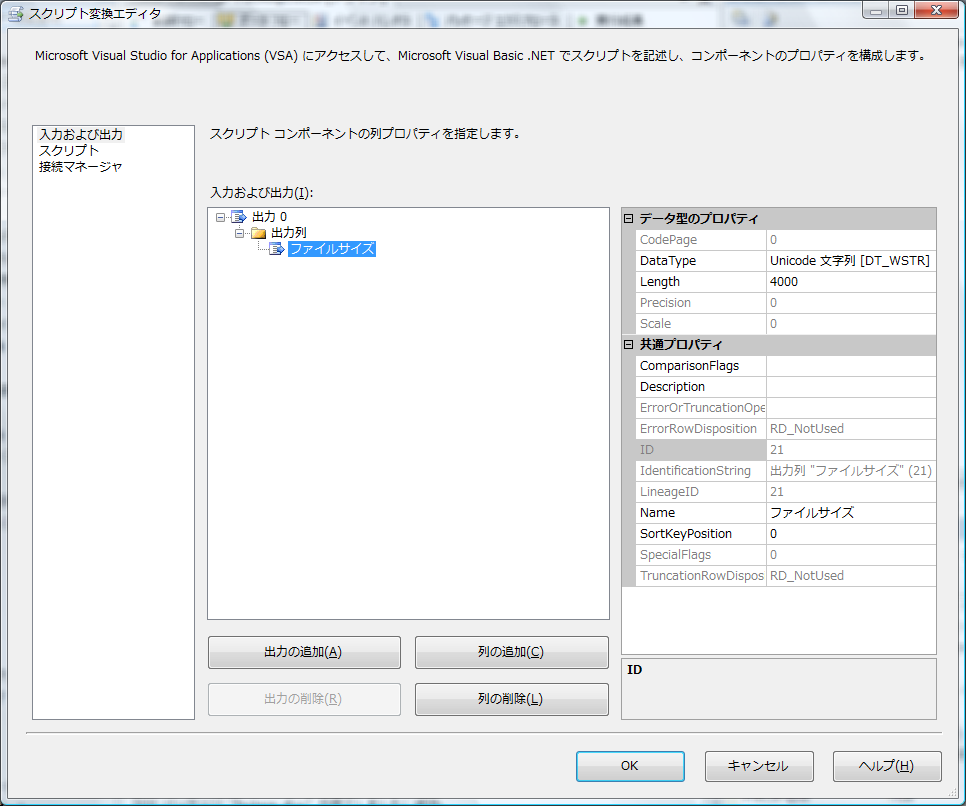 スクリプト変換エディタ
Microsoft Visual Studio for Applications (VSA) にアクセスして、Microsoft Visual Basic .NET でスクリプトを記述し、コンポーネントのプロパティを構成します。
入力および出力
スクリプト
接続マネージャ
スクリプト コンポーネントの列プロパティを指定します。
入力および出力(I):
出力 0
出力列
ファイルサイズ
データ型のプロパティ
CodePage 0
DataType Unicode 文字列 [DT_WSTR]
Length 4000
Precision 0
Scale 0
共通プロパティ
ComparisonFlags
Description
ErrorOrTruncationOpe
ErrorRowDisposition RD_NotUsed
ID 21
IdentificationString 出力列 "ファイルサイズ" (21)
LineageID 21
Name ファイルサイズ
SortKeyPosition 0
SpecialFlags 0
TruncationRowDispos RD_NotUsed
ID
出力の追加(A)
列の追加(C)
出力の削除(R)
列の削除(L)
OK
キャンセル
ヘルプ(H)